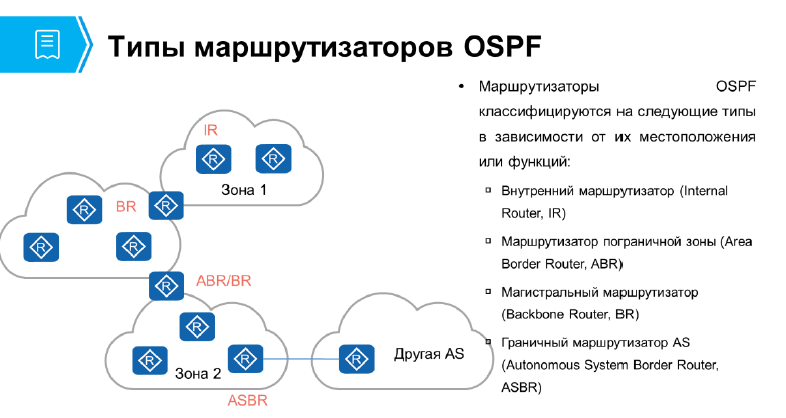 Типы маршрутизаторов OSPF
• Маршрутизаторы OSPF
классифицируются на следующие типы
в зависимости от их местоположения
или функций:
▫ Внутренний маршрутизатор (Internal
Router, IR)
▫ Маршрутизатор пограничной зоны (Area
Border Router, ABR)
▫ Магистральный маршрутизатор
(Backbone Router, BR)
▫ Граничный маршрутизатор AS
(Autonomous System Border Router,
ASBR)
IR
R R
Зона 1
R
R
BR
R R
R
ABR/BR
R
R R
Зона 2
ASBR
R
Другая AS